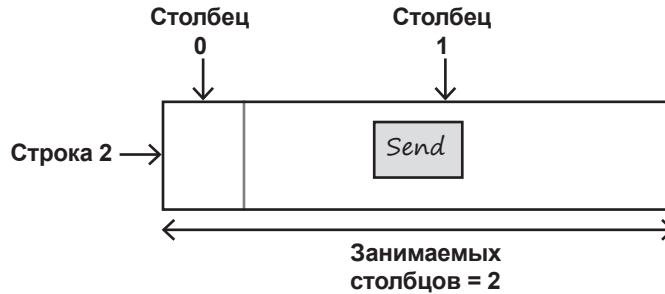 Столбец
0
Столбец
1
Строка 2
Send
Занимаемых
столбцов = 2